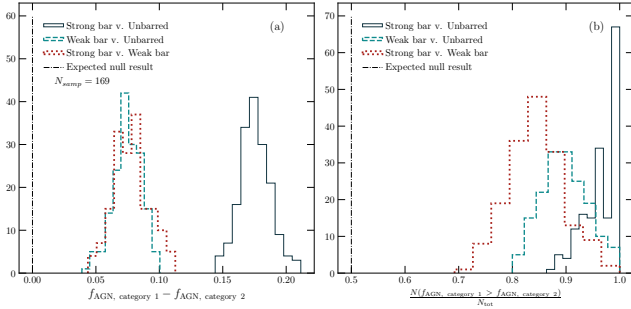 60
50
40
30
20
10
0
(a)
Strong bar v. Unbarred
Weak bar v. Unbarred
Strong bar v. Weak bar
Expected null result
N_samp = 169
0.00 0.05 0.10 0.15 0.20
f_AGN, category 1 − f_AGN, category 2
70
60
50
40
30
20
10
0
(b)
Strong bar v. Unbarred
Weak bar v. Unbarred
Strong bar v. Weak bar
Expected null result
0.5 0.6 0.7 0.8 0.9 1.0
N(f_AGN, category 1 > f_AGN, category 2)
N_tot